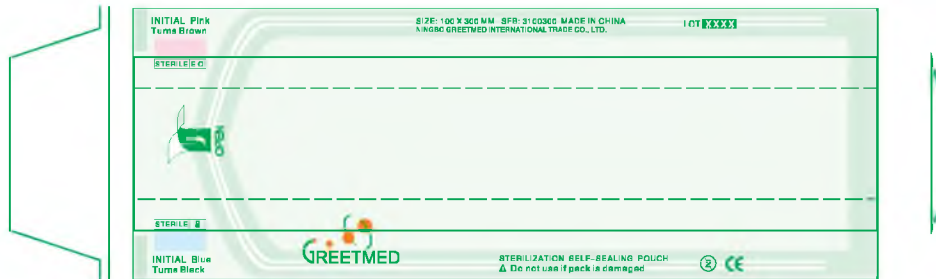 INITIAL Pink
Turns Brown
SIZE: 100 X 300 MM SFB: 3100300 MADE IN CHINA
NINGBO GREETMED INTERNATIONAL TRADE CO., LTD.
LOT XXXX
STERILE EO
OPEN
STERILE
INITIAL Blue
Turns Black
GREETMED
STERILIZATION SELF-SEALING POUCH
⚠ Do not use if pack is damaged
2 CE